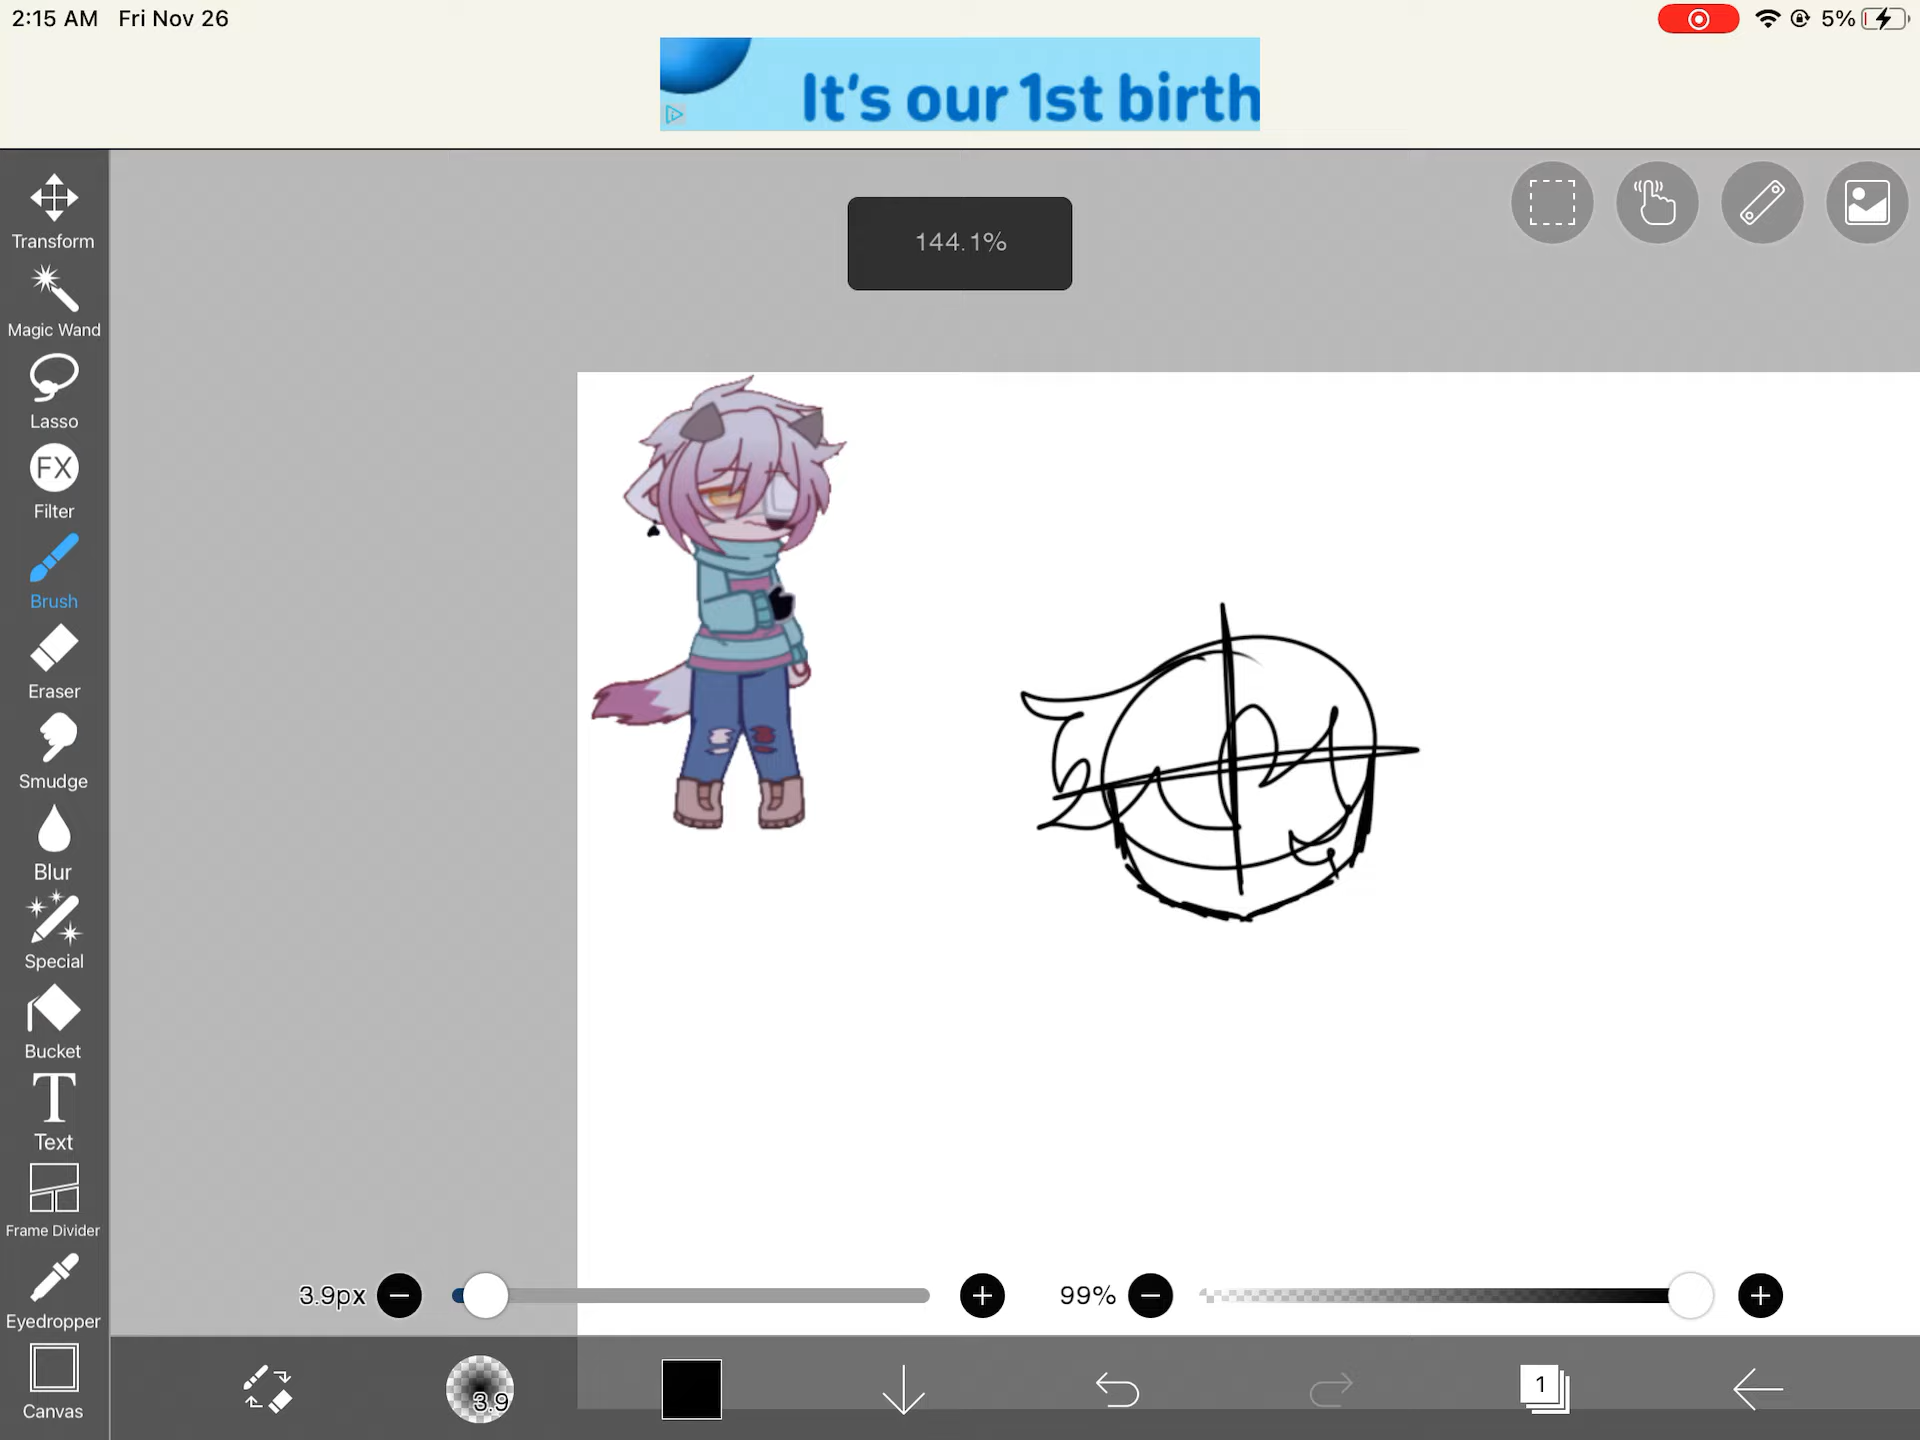 2:15 AM Fri Nov 26
5%
It's our 1st birth
144.1%
Transform
Magic Wand
Lasso
FX
Filter
Brush
Eraser
Smudge
Blur
Special
Bucket
T
Text
Frame Divider
Eyedropper
Canvas
3.9px
99%
3.9
1